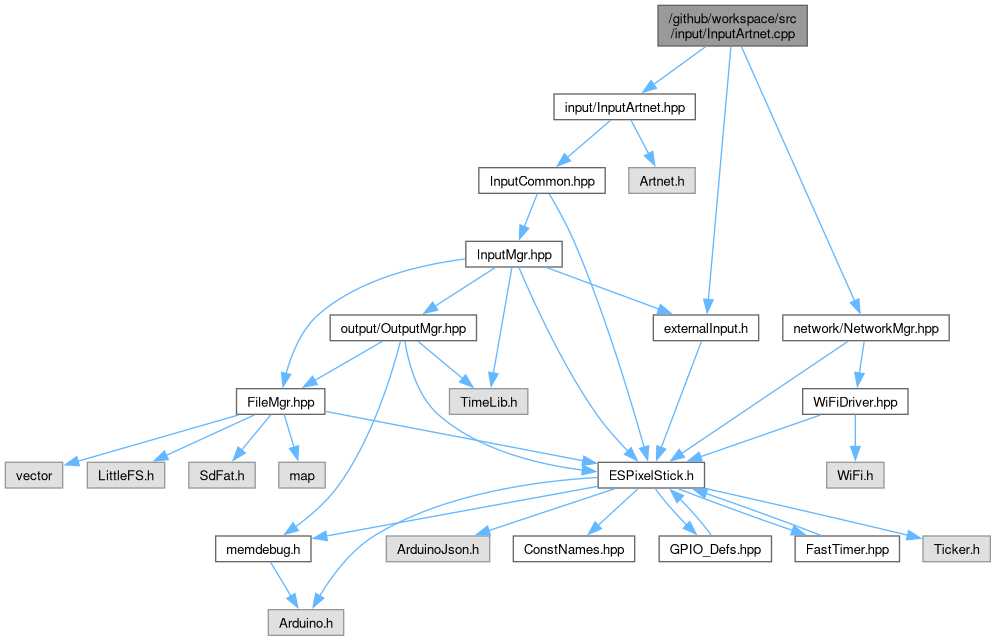 /github/workspace/src
/input/InputArtnet.cpp
input/InputArtnet.hpp
InputCommon.hpp
Artnet.h
InputMgr.hpp
output/OutputMgr.hpp
externalInput.h
network/NetworkMgr.hpp
FileMgr.hpp
TimeLib.h
WiFiDriver.hpp
vector
LittleFS.h
SdFat.h
map
ESPixelStick.h
WiFi.h
memdebug.h
ArduinoJson.h
ConstNames.hpp
GPIO_Defs.hpp
FastTimer.hpp
Ticker.h
Arduino.h